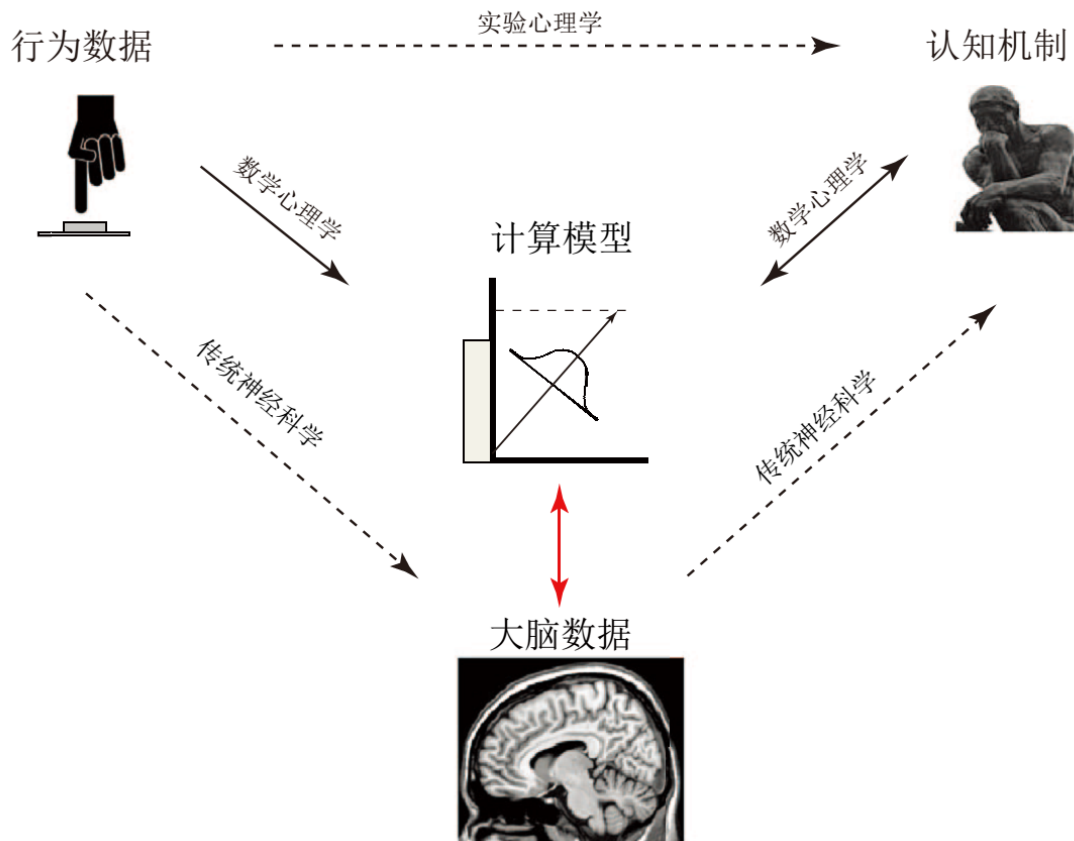 实验心理学
行为数据
认知机制
数学心理学
数学心理学
计算模型
传统神经科学
传统神经科学
大脑数据